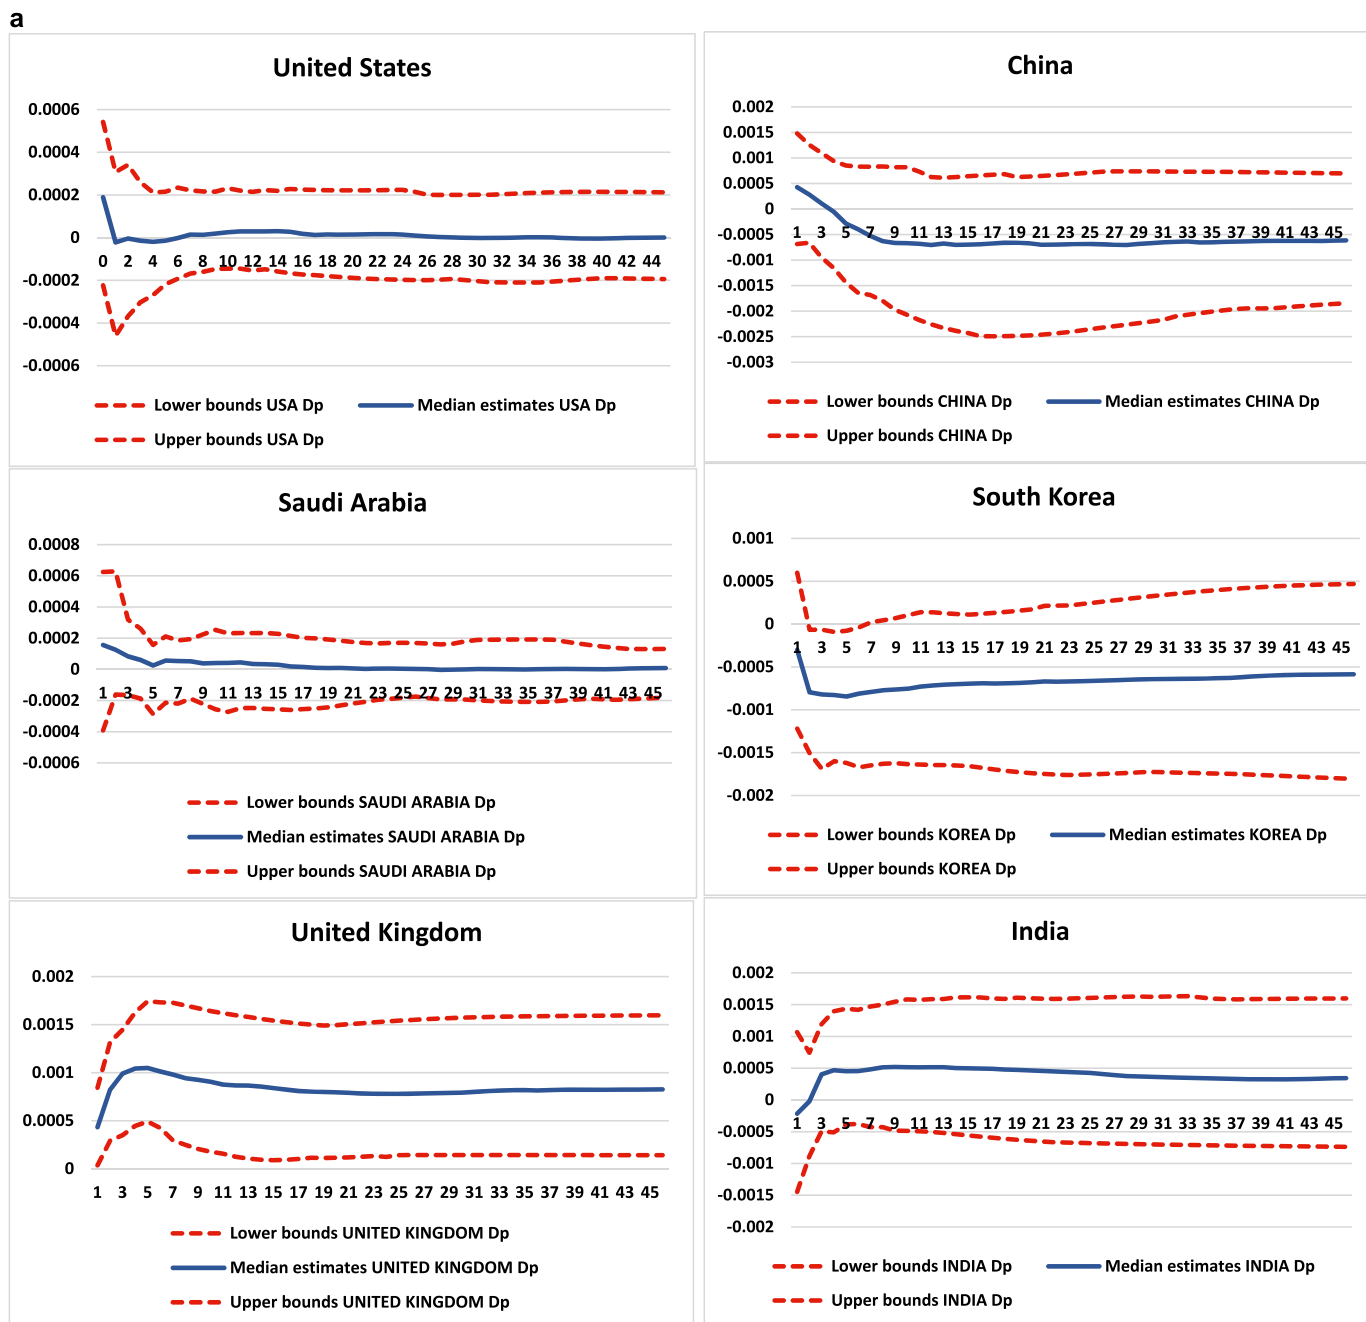 a
United States
0.0006
0.0004
0.0002
0
-0.0002
-0.0004
-0.0006
0 2 4 6 8 10 12 14 16 18 20 22 24 26 28 30 32 34 36 38 40 42 44
Lower bounds USA Dp Median estimates USA Dp
Upper bounds USA Dp
China
0.002
0.0015
0.001
0.0005
0
-0.0005
-0.001
-0.0015
-0.002
-0.0025
-0.003
1 3 5 7 9 11 13 15 17 19 21 23 25 27 29 31 33 35 37 39 41 43 45
Lower bounds CHINA Dp Median estimates CHINA Dp
Upper bounds CHINA Dp
Saudi Arabia
0.0008
0.0006
0.0004
0.0002
0
-0.0002
-0.0004
-0.0006
1 3 5 7 9 11 13 15 17 19 21 23 25 27 29 31 33 35 37 39 41 43 45
Lower bounds SAUDI ARABIA Dp
Median estimates SAUDI ARABIA Dp
Upper bounds SAUDI ARABIA Dp
South Korea
0.001
0.0005
0
-0.0005
-0.001
-0.0015
-0.002
1 3 5 7 9 11 13 15 17 19 21 23 25 27 29 31 33 35 37 39 41 43 45
Lower bounds KOREA Dp Median estimates KOREA Dp
Upper bounds KOREA Dp
United Kingdom
0.002
0.0015
0.001
0.0005
0
1 3 5 7 9 11 13 15 17 19 21 23 25 27 29 31 33 35 37 39 41 43 45
Lower bounds UNITED KINGDOM Dp
Median estimates UNITED KINGDOM Dp
Upper bounds UNITED KINGDOM Dp
India
0.002
0.0015
0.001
0.0005
0
-0.0005
-0.001
-0.0015
-0.002
1 3 5 7 9 11 13 15 17 19 21 23 25 27 29 31 33 35 37 39 41 43 45
Lower bounds INDIA Dp Median estimates INDIA Dp
Upper bounds INDIA Dp